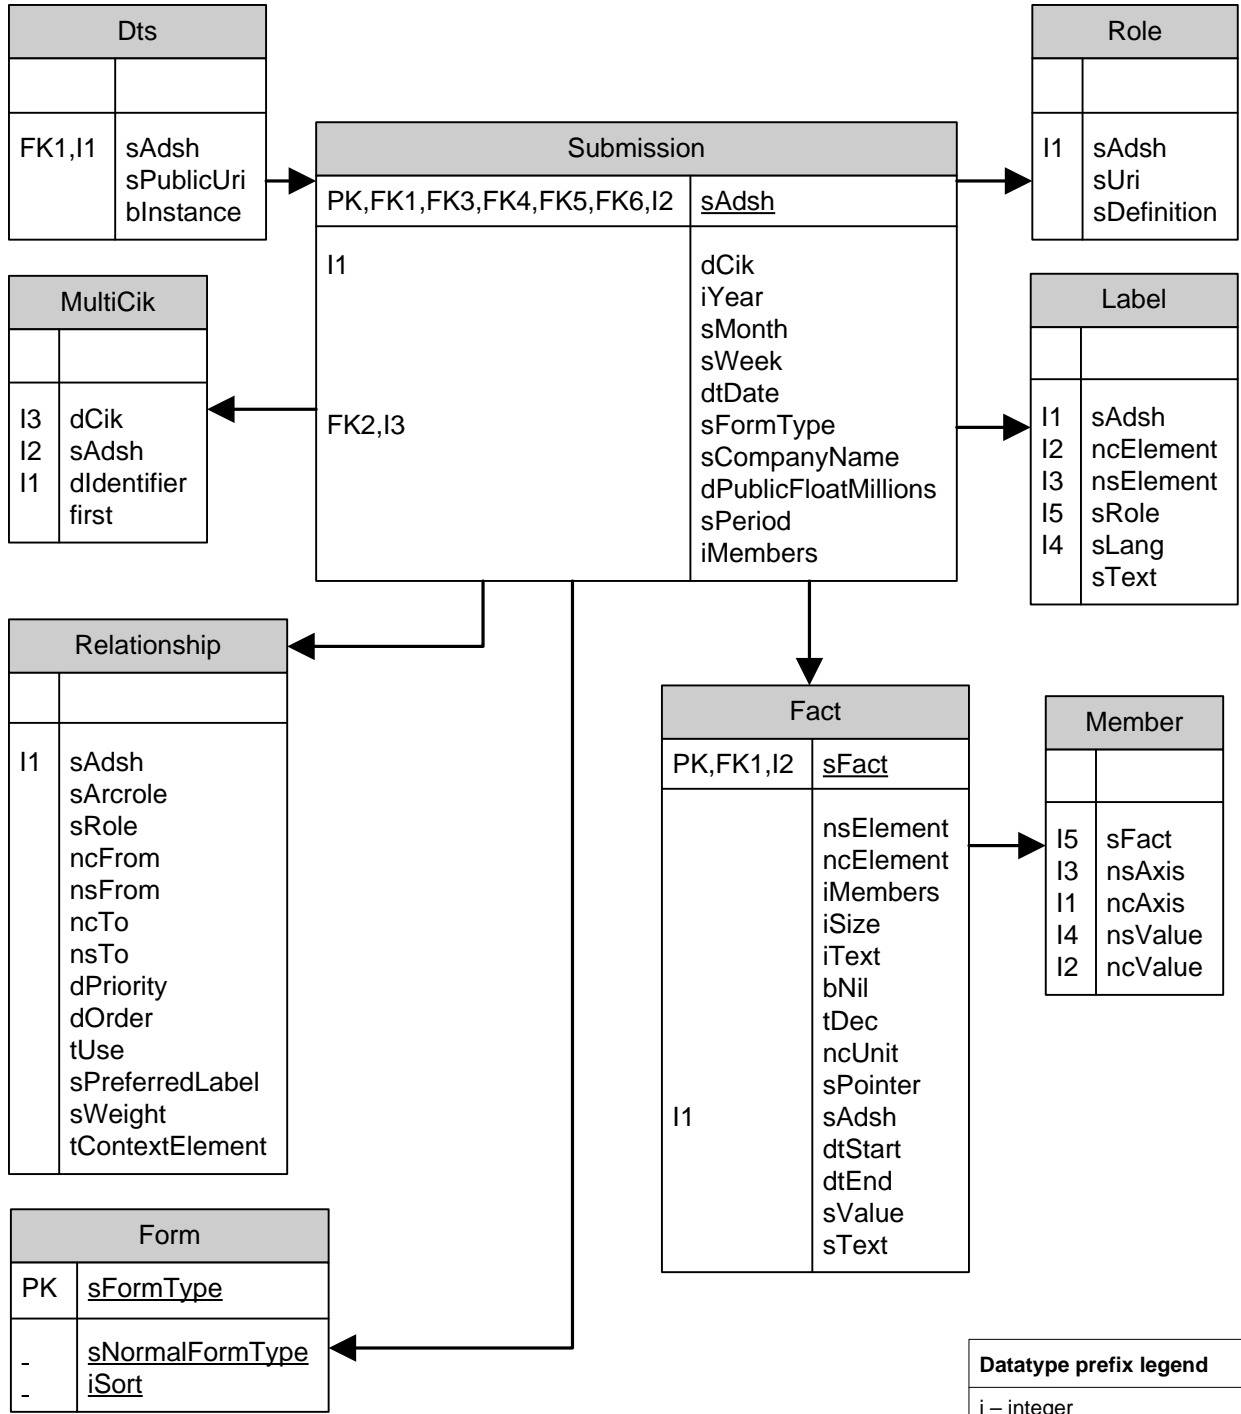 Dts
FK1,I1 sAdsh
sPublicUri
bInstance
Submission
PK,FK1,FK3,FK4,FK5,FK6,I2 sAdsh
I1 dCik
iYear
sMonth
sWeek
dtDate
FK2,I3 sFormType
sCompanyName
dPublicFloatMillions
sPeriod
iMembers
Role
I1 sAdsh
sUri
sDefinition
MultiCik
I3 dCik
I2 sAdsh
I1 dIdentifier
first
Label
I1 sAdsh
I2 ncElement
I3 nsElement
I5 sRole
I4 sLang
sText
Relationship
I1 sAdsh
sArcrole
sRole
ncFrom
nsFrom
ncTo
nsTo
dPriority
dOrder
tUse
sPreferredLabel
sWeight
tContextElement
Fact
PK,FK1,I2 sFact
nsElement
ncElement
iMembers
iSize
iText
bNil
tDec
ncUnit
sPointer
I1 sAdsh
dtStart
dtEnd
sValue
sText
Member
I5 sFact
I3 nsAxis
I1 ncAxis
I4 nsValue
I2 ncValue
Form
PK sFormType
sNormalFormType
iSort
Datatype prefix legend
i – integer